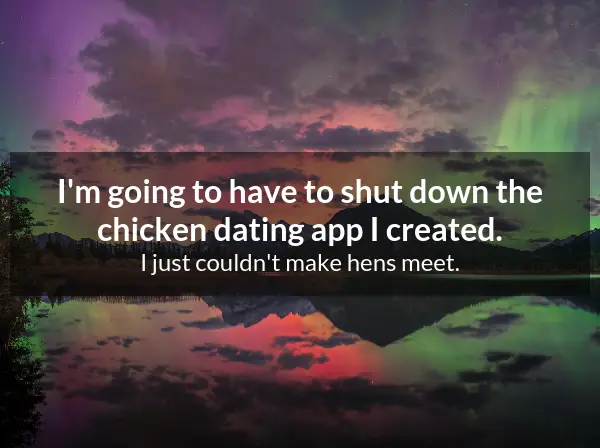 I'm going to have to shut down the
chicken dating app I created.
I just couldn't make hens meet.